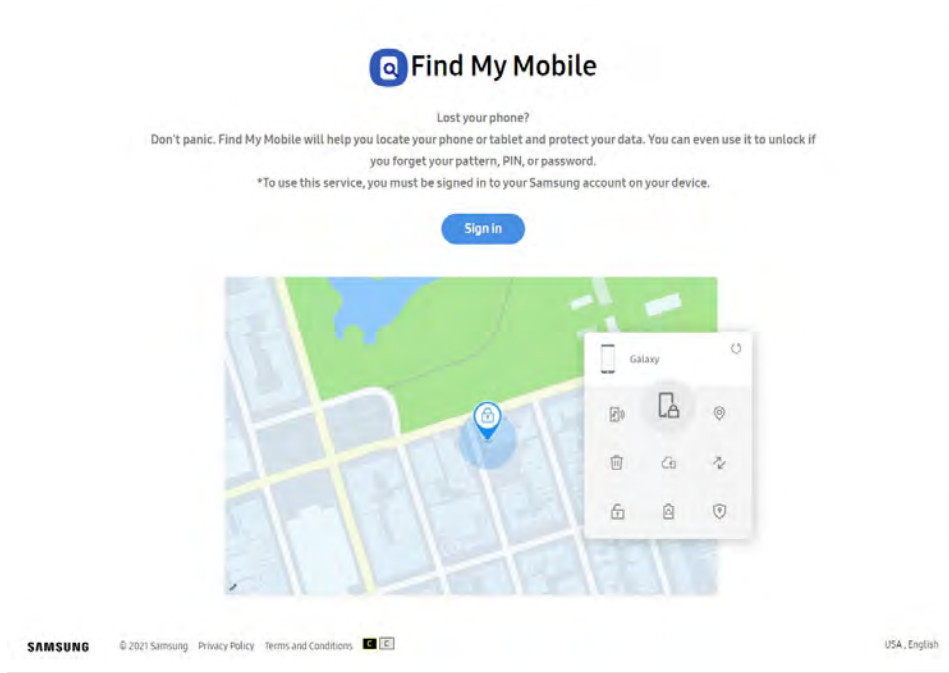 Find My Mobile
Lost your phone?
Don't panic. Find My Mobile will help you locate your phone or tablet and protect your data. You can even use it to unlock if
you forget your pattern, PIN, or password.
*To use this service, you must be signed in to your Samsung account on your device.
Sign in
Galaxy
SAMSUNG © 2021 Samsung Privacy Policy Terms and Conditions C C USA, English